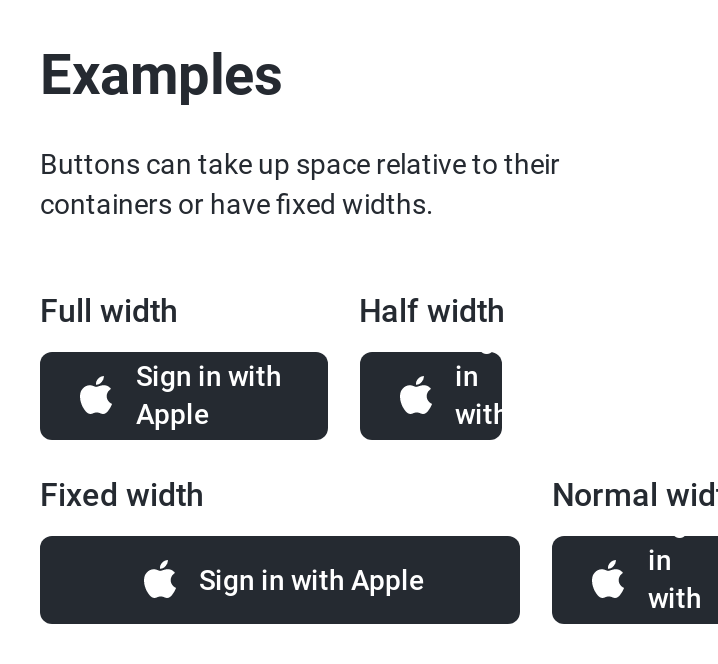 Examples
Buttons can take up space relative to their
containers or have fixed widths.
Full width
Half width
Sign in with
Apple
in
with
Fixed width
Normal wid
Sign in with Apple
in
with